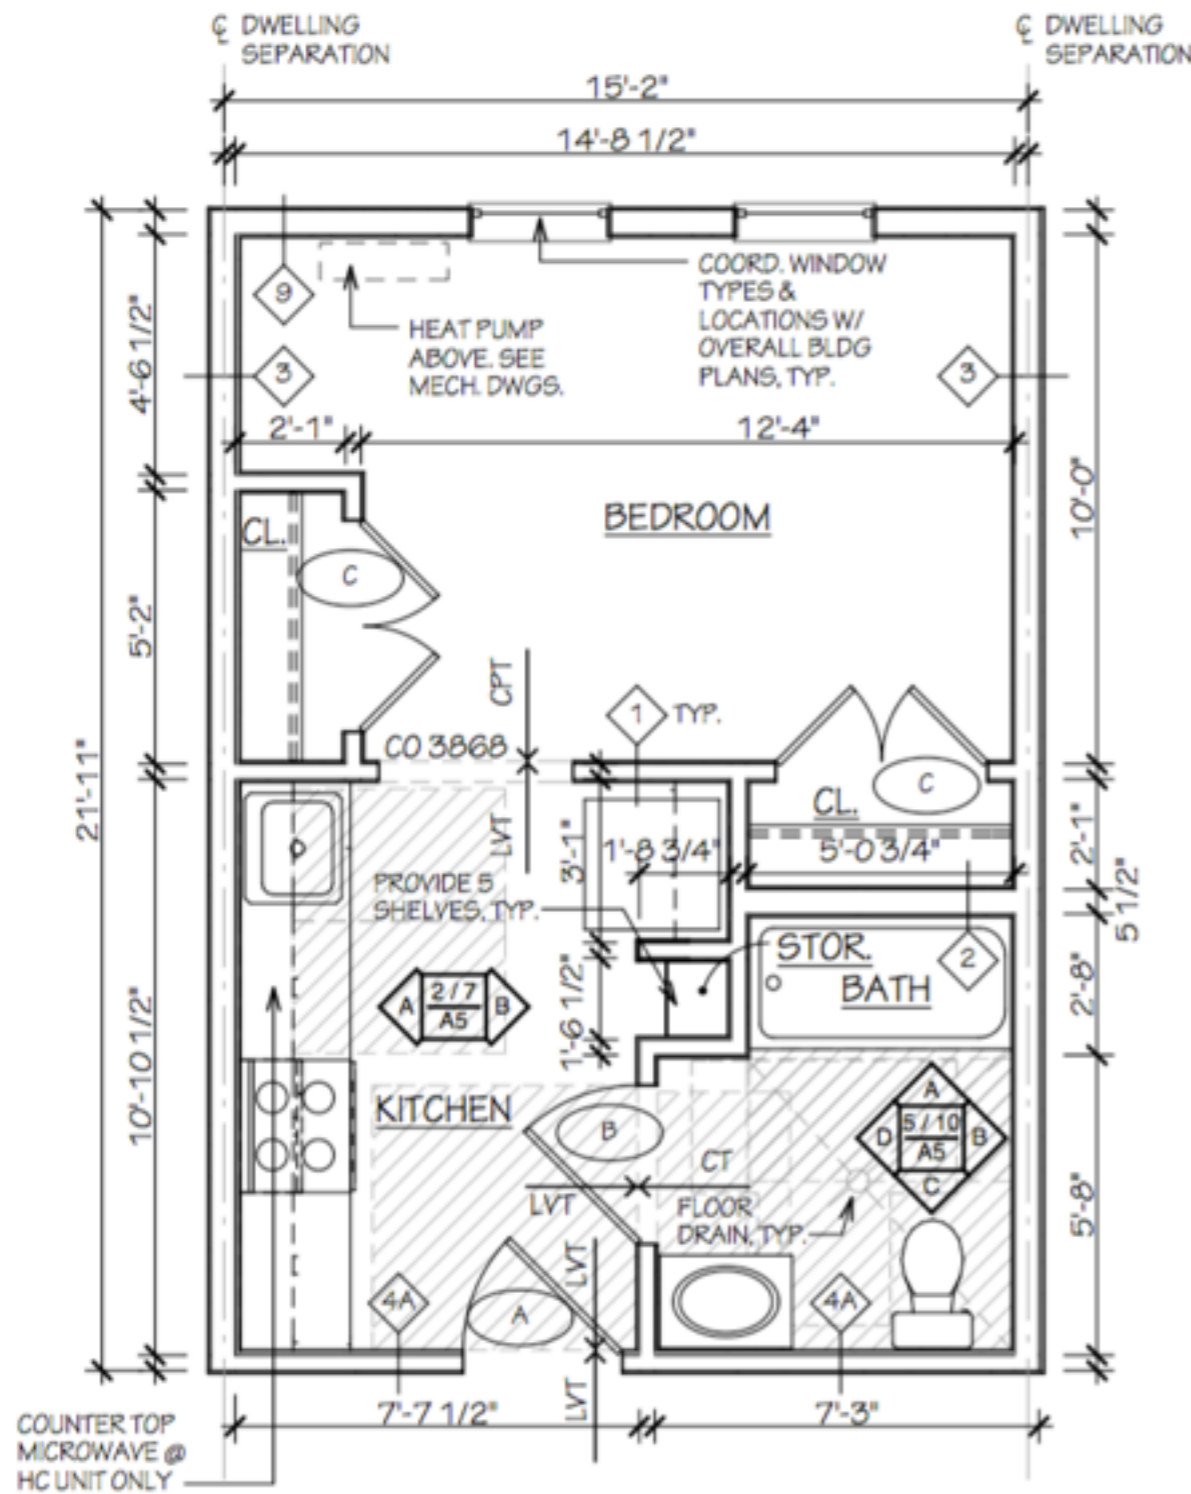 ℄ DWELLING
SEPARATION
℄ DWELLING
SEPARATION
15'-2"
14'-8 1/2"
9
3
3
HEAT PUMP
ABOVE. SEE
MECH. DWGS.
COORD. WINDOW
TYPES &
LOCATIONS W/
OVERALL BLDG
PLANS, TYP.
4'-6 1/2"
2'-1"
12'-4"
10'-0"
BEDROOM
CL.
C
5'-2"
CPT
1 TYP.
CO 3868
21'-11"
CL.
C
LVT
3'-1"
1'-8 3/4"
5'-0 3/4"
2'-1"
5 1/2"
PROVIDE 5
SHELVES, TYP.
STOR.
2
BATH
2'-8"
A 2 / 7 B
A5
1'-6 1/2"
10'-10 1/2"
KITCHEN
B
A
D 5 / 10 B
A5
C
CT
LVT
FLOOR
DRAIN, TYP.
5'-8"
LVT
4A
A
4A
LVT
7'-7 1/2"
7'-3"
COUNTER TOP
MICROWAVE @
HC UNIT ONLY